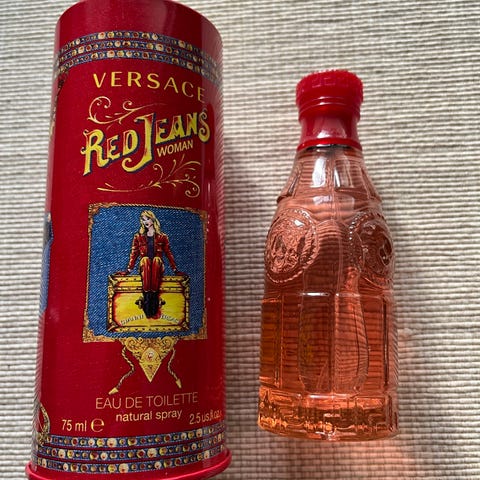 VERSACE
RED JEANS
WOMAN
EAU DE TOILETTE
natural spray
75 ml e 2.5 us fl.oz.